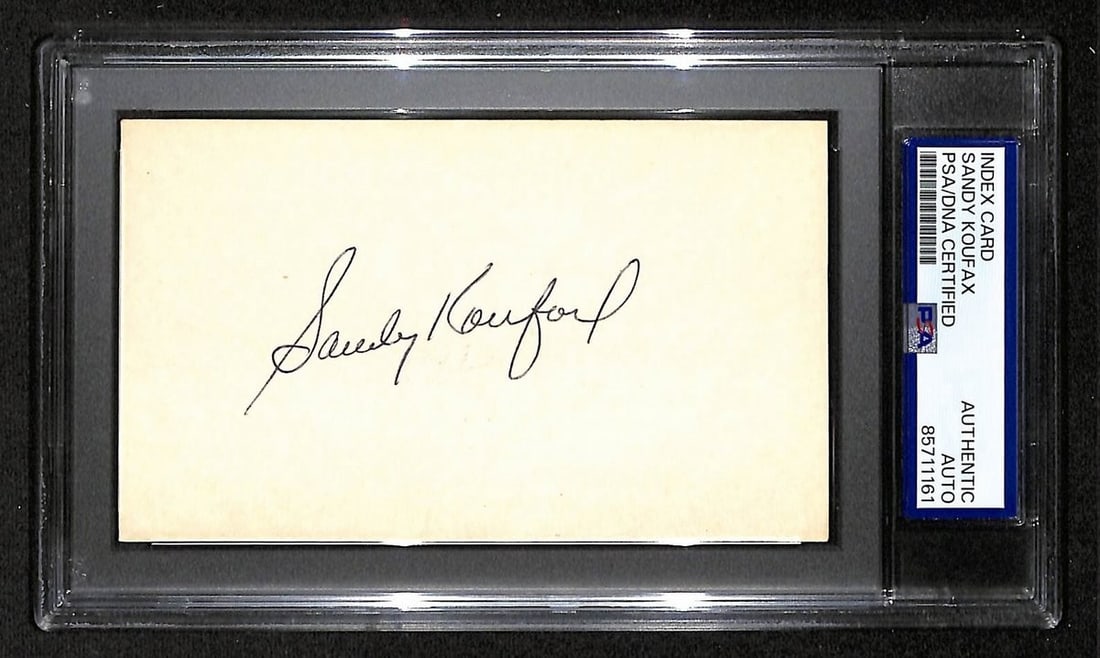 Sandy Koufax
INDEX CARD
SANDY KOUFAX
PSA/DNA CERTIFIED
PSA
AUTHENTIC
AUTO
85711161